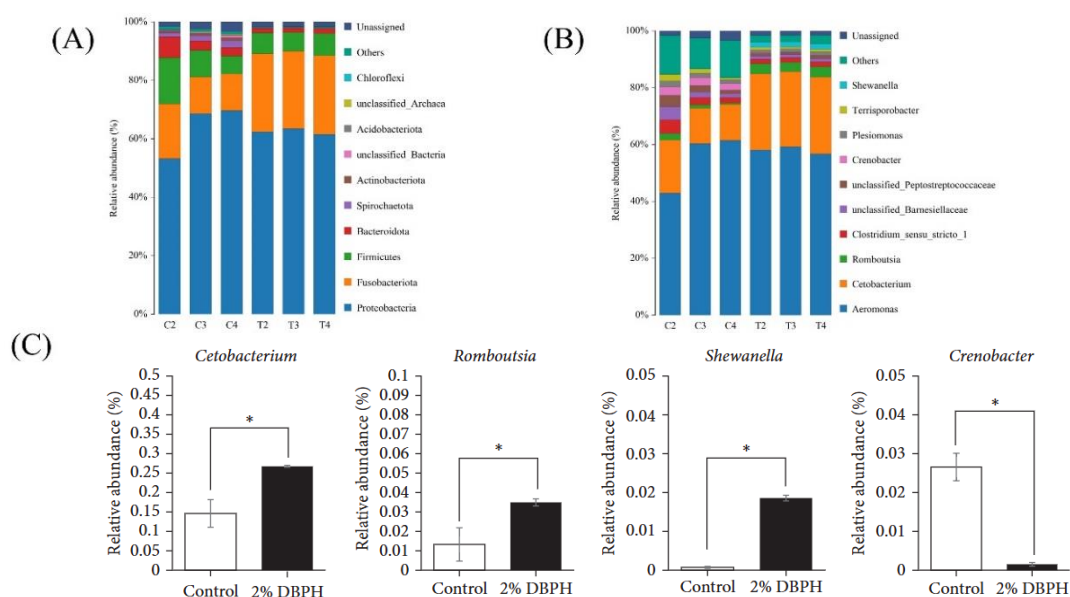 (A)
Relative abundance (%)
100%
80%
60%
40%
20%
0%
C2 C3 C4 T2 T3 T4
Unassigned
Others
Chloroflexi
unclassified_Archaca
Acidobacteriota
unclassified_Bacteria
Actinobacteriota
Spirochaetota
Bacteroidota
Firmicutes
Fusobacteriota
Proteobacteria
(B)
Relative abundance (%)
100%
80%
60%
40%
20%
0%
C2 C3 C4 T2 T3 T4
Unassigned
Others
Shewanella
Terrisporobacter
Plesiomonas
Crenobacter
unclassified_Peptostreptococcaceae
unclassified_Barnesiellaceae
Clostridium_sensu_stricto_1
Romboutsia
Cetobacterium
Aeromonas
(C)
Cetobacterium
Relative abundance (%)
0.5
0.45
0.4
0.35
0.3
0.25
0.2
0.15
0.1
0.05
0
*
Control 2% DBPH
Romboutsia
Relative abundance (%)
0.1
0.09
0.08
0.07
0.06
0.05
0.04
0.03
0.02
0.01
0
*
Control 2% DBPH
Shewanella
Relative abundance (%)
0.05
0.04
0.03
0.02
0.01
0
*
Control 2% DBPH
Crenobacter
Relative abundance (%)
0.05
0.04
0.03
0.02
0.01
0
*
Control 2% DBPH